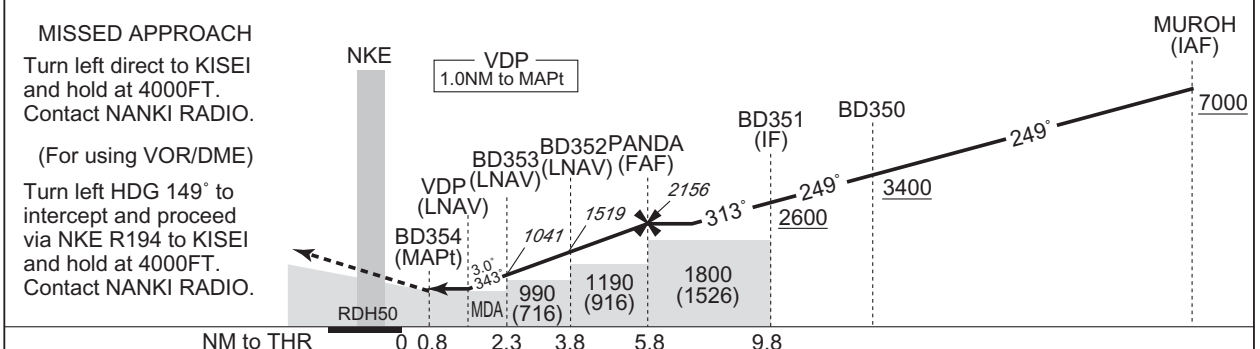 MISSED APPROACH
Turn left direct to KISEI
and hold at 4000FT.
Contact NANKI RADIO.
(For using VOR/DME)
Turn left HDG 149˚ to
intercept and proceed
via NKE R194 to KISEI
and hold at 4000FT.
Contact NANKI RADIO.
NKE
VDP
1.0NM to MAPt
MUROH
(IAF)
7000
249˚
BD350
3400
249˚
BD351
(IF)
2600
313˚
PANDA
(FAF)
2156
BD352
(LNAV)
1519
BD353
(LNAV)
1041
VDP
(LNAV)
BD354
(MAPt)
3.0˚
343˚
MDA
990
(716)
1190
(916)
1800
(1526)
RDH50
NM to THR 0 0.8 2.3 3.8 5.8 9.8